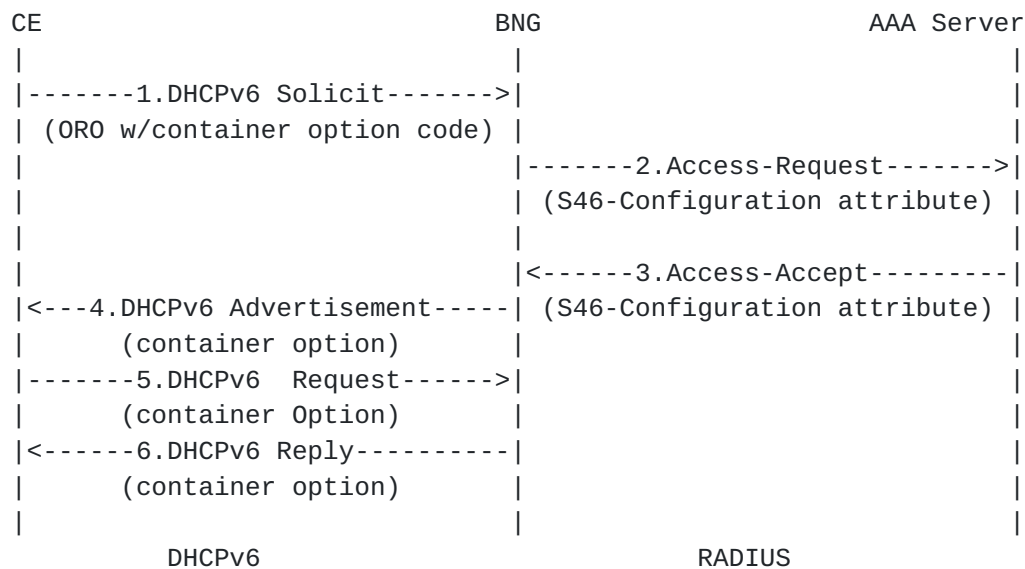 CE                             BNG                    AAA Server
|                               |                              |
|-------1.DHCPv6 Solicit------->|                              |
| (ORO w/container option code) |                              |
|                               |-------2.Access-Request------->|
|                               | (S46-Configuration attribute) |
|                               |                              |
|                               |<------3.Access-Accept---------|
|<---4.DHCPv6 Advertisement-----| (S46-Configuration attribute) |
|      (container option)       |                              |
|-------5.DHCPv6  Request------>|                              |
|      (container Option)       |                              |
|<------6.DHCPv6 Reply----------|                              |
|      (container option)       |                              |
|                               |                              |
         DHCPv6                           RADIUS